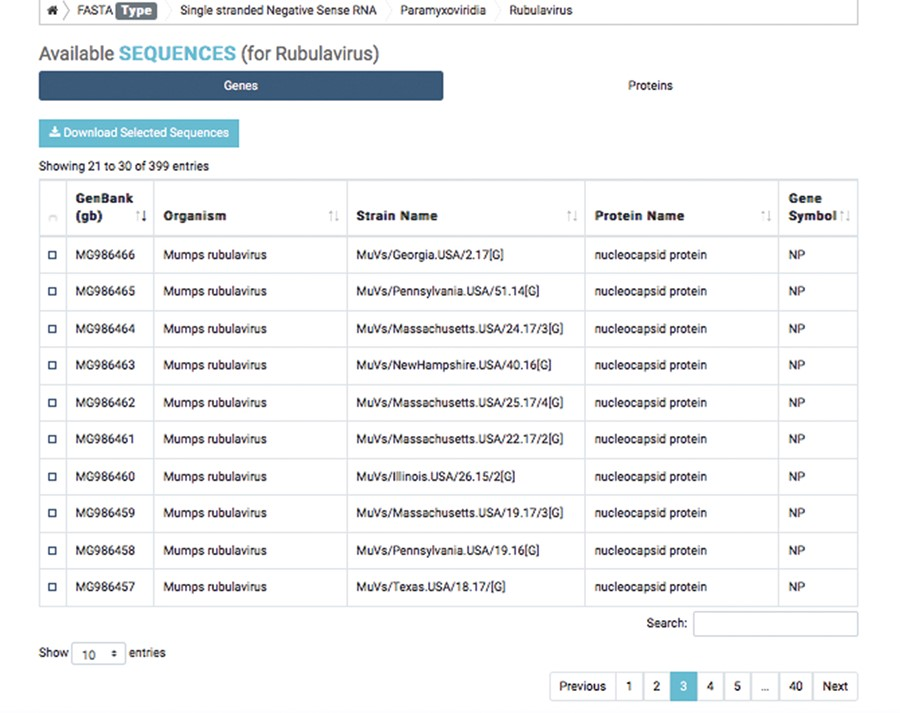 FASTA Type Single stranded Negative Sense RNA Paramyxoviridia Rubulavirus
Available SEQUENCES (for Rubulavirus)
Genes Proteins
Download Selected Sequences
Showing 21 to 30 of 399 entries
GenBank (gb) Organism Strain Name Protein Name Gene Symbol
MG986466 Mumps rubulavirus MuVs/Georgia.USA/2.17[G] nucleocapsid protein NP
MG986465 Mumps rubulavirus MuVs/Pennsylvania.USA/51.14[G] nucleocapsid protein NP
MG986464 Mumps rubulavirus MuVs/Massachusetts.USA/24.17/3[G] nucleocapsid protein NP
MG986463 Mumps rubulavirus MuVs/NewHampshire.USA/40.16[G] nucleocapsid protein NP
MG986462 Mumps rubulavirus MuVs/Massachusetts.USA/25.17/4[G] nucleocapsid protein NP
MG986461 Mumps rubulavirus MuVs/Massachusetts.USA/22.17/2[G] nucleocapsid protein NP
MG986460 Mumps rubulavirus MuVs/Illinois.USA/26.15/2[G] nucleocapsid protein NP
MG986459 Mumps rubulavirus MuVs/Massachusetts.USA/19.17/3[G] nucleocapsid protein NP
MG986458 Mumps rubulavirus MuVs/Pennsylvania.USA/19.16[G] nucleocapsid protein NP
MG986457 Mumps rubulavirus MuVs/Texas.USA/18.17/[G] nucleocapsid protein NP
Search:
Show 10 entries
Previous 1 2 3 4 5 ... 40 Next